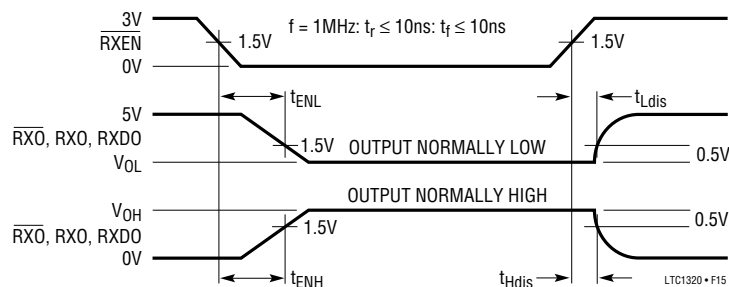 3V
RXEN
0V
1.5V
f = 1MHz: tr ≤ 10ns: tf ≤ 10ns
1.5V
tENL
tLdis
5V
RXO, RXO, RXDO
VOL
1.5V
OUTPUT NORMALLY LOW
0.5V
VOH
RXO, RXO, RXDO
0V
OUTPUT NORMALLY HIGH
1.5V
0.5V
tENH
tHdis
LTC1320 • F15